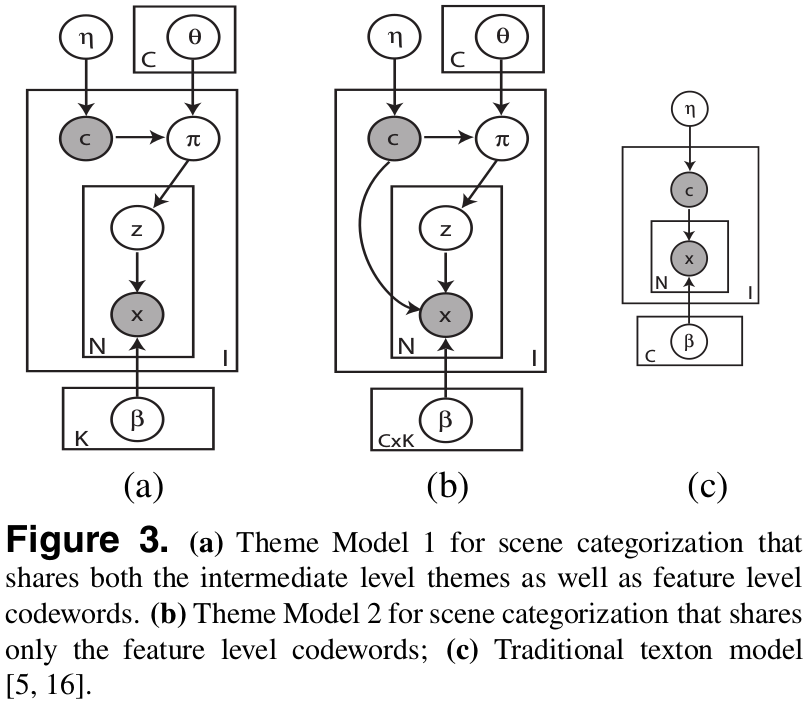 η θ
C
c π
z
x
N I
β
K
(a)
η θ
C
c π
z
x
N I
β
CxK
(b)
η
c
x
N I
β
C
(c)
Figure 3. (a) Theme Model 1 for scene categorization that
shares both the intermediate level themes as well as feature level
codewords. (b) Theme Model 2 for scene categorization that shares
only the feature level codewords; (c) Traditional texton model
[5, 16].